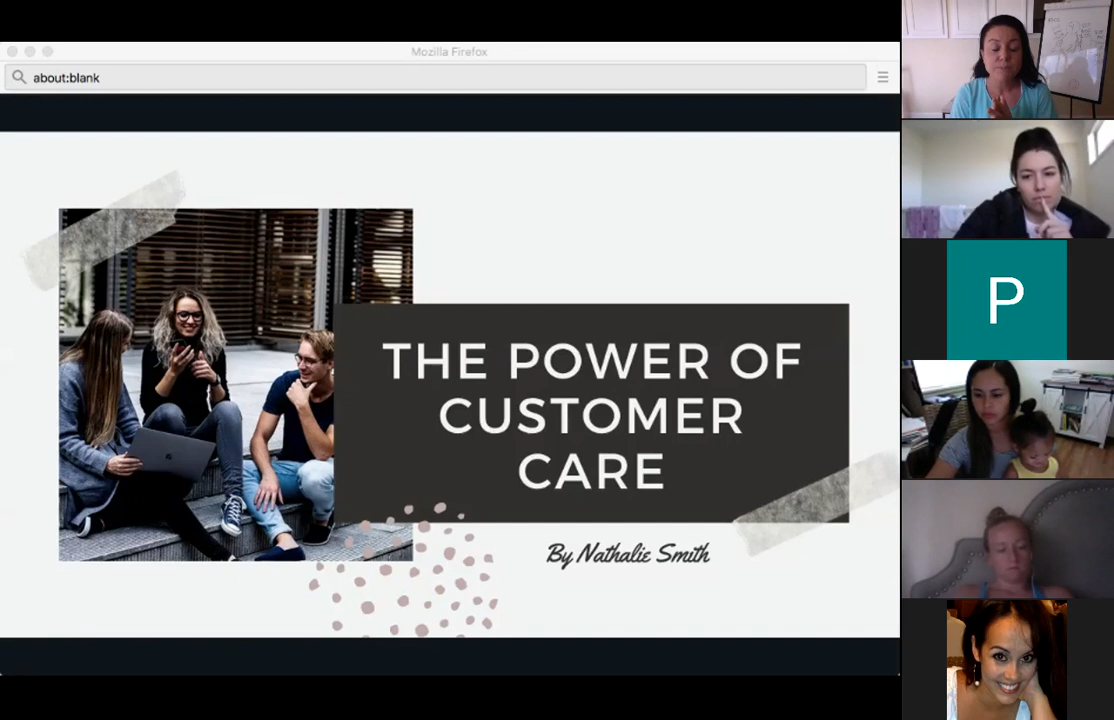 Mozilla Firefox
about:blank
THE POWER OF
CUSTOMER
CARE
By Nathalie Smith
P